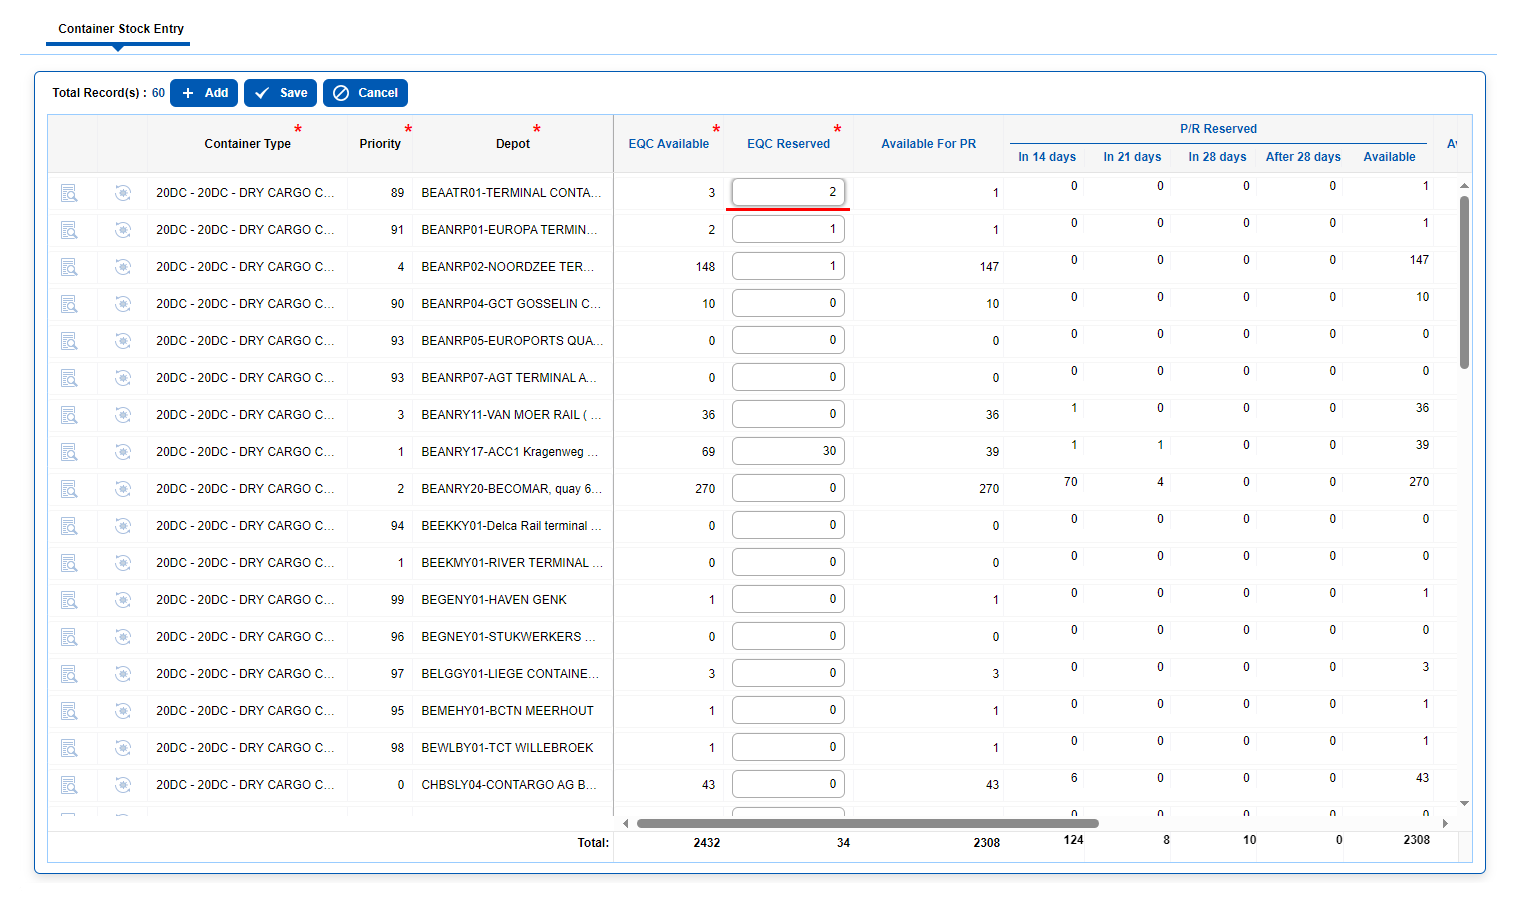 Container Stock Entry
Total Record(s) : 60 Add Save Cancel
Container Type * Priority * Depot * EQC Available * EQC Reserved * Available For PR P/R Reserved
In 14 days In 21 days In 28 days After 28 days Available
20DC - 20DC - DRY CARGO C... 89 BEAATR01-TERMINAL CONTA... 3 2 1 0 0 0 0 1
20DC - 20DC - DRY CARGO C... 91 BEANRP01-EUROPA TERMIN... 2 1 1 0 0 0 0 1
20DC - 20DC - DRY CARGO C... 4 BEANRP02-NOORDZEE TER... 148 1 147 0 0 0 0 147
20DC - 20DC - DRY CARGO C... 90 BEANRP04-GCT GOSSELIN C... 10 0 10 0 0 0 0 10
20DC - 20DC - DRY CARGO C... 93 BEANRP05-EUROPORTS QUA... 0 0 0 0 0 0 0 0
20DC - 20DC - DRY CARGO C... 93 BEANRP07-AGT TERMINAL A... 0 0 0 0 0 0 0 0
20DC - 20DC - DRY CARGO C... 3 BEANRY11-VAN MOER RAIL ( ... 36 0 36 1 0 0 0 36
20DC - 20DC - DRY CARGO C... 1 BEANRY17-ACC1 Kragenweg ... 69 30 39 1 1 0 0 39
20DC - 20DC - DRY CARGO C... 2 BEANRY20-BECOMAR, quay 6... 270 0 270 70 4 0 0 270
20DC - 20DC - DRY CARGO C... 94 BEEKKY01-Delca Rail terminal ... 0 0 0 0 0 0 0 0
20DC - 20DC - DRY CARGO C... 1 BEEKMY01-RIVER TERMINAL ... 0 0 0 0 0 0 0 0
20DC - 20DC - DRY CARGO C... 99 BEGENY01-HAVEN GENK 1 0 1 0 0 0 0 1
20DC - 20DC - DRY CARGO C... 96 BEGNEY01-STUKWERKERS ... 0 0 0 0 0 0 0 0
20DC - 20DC - DRY CARGO C... 97 BELGGY01-LIEGE CONTAINE... 3 0 3 0 0 0 0 3
20DC - 20DC - DRY CARGO C... 95 BEMEHY01-BCTN MEERHOUT 1 0 1 0 0 0 0 1
20DC - 20DC - DRY CARGO C... 98 BEWLBY01-TCT WILLEBROEK 1 0 1 0 0 0 0 1
20DC - 20DC - DRY CARGO C... 0 CHBSLY04-CONTARGO AG B... 43 0 43 6 0 0 0 43
Total: 2432 34 2308 124 8 10 0 2308